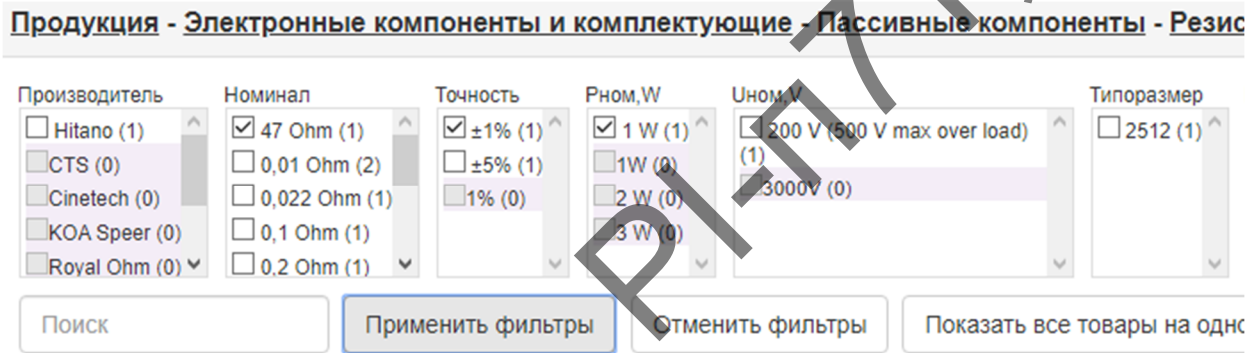 Продукция - Электронные компоненты и комплектующие - Пассивные компоненты - Резис
Производитель
Hitano (1)
CTS (0)
Cinetech (0)
KOA Speer (0)
Royal Ohm (0)
Номинал
47 Ohm (1)
0,01 Ohm (2)
0,022 Ohm (1)
0,1 Ohm (1)
0,2 Ohm (1)
Точность
±1% (1)
±5% (1)
1% (0)
Pном,W
1 W (1)
1W (0)
2 W (0)
3 W (0)
Uном,V
200 V (500 V max over load)
(1)
3000V (0)
Типоразмер
2512 (1)
Поиск
Применить фильтры
Отменить фильтры
Показать все товары на одно